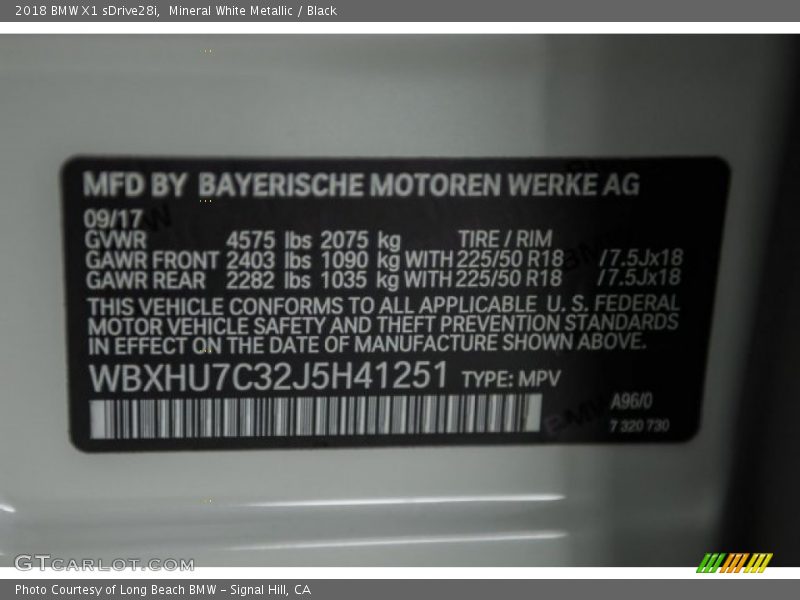 2018 BMW X1 sDrive28i, Mineral White Metallic / Black
MFD BY BAYERISCHE MOTOREN WERKE AG
09/17
GVWR 4575 lbs 2075 kg TIRE / RIM
GAWR FRONT 2403 lbs 1090 kg WITH 225/50 R18 /7.5Jx18
GAWR REAR 2282 lbs 1035 kg WITH 225/50 R18 /7.5Jx18
THIS VEHICLE CONFORMS TO ALL APPLICABLE U. S. FEDERAL
MOTOR VEHICLE SAFETY AND THEFT PREVENTION STANDARDS
IN EFFECT ON THE DATE OF MANUFACTURE SHOWN ABOVE.
WBXHU7C32J5H41251 TYPE: MPV
A96/0
7 320 730
GTCARLOT.COM
Photo Courtesy of Long Beach BMW - Signal Hill, CA